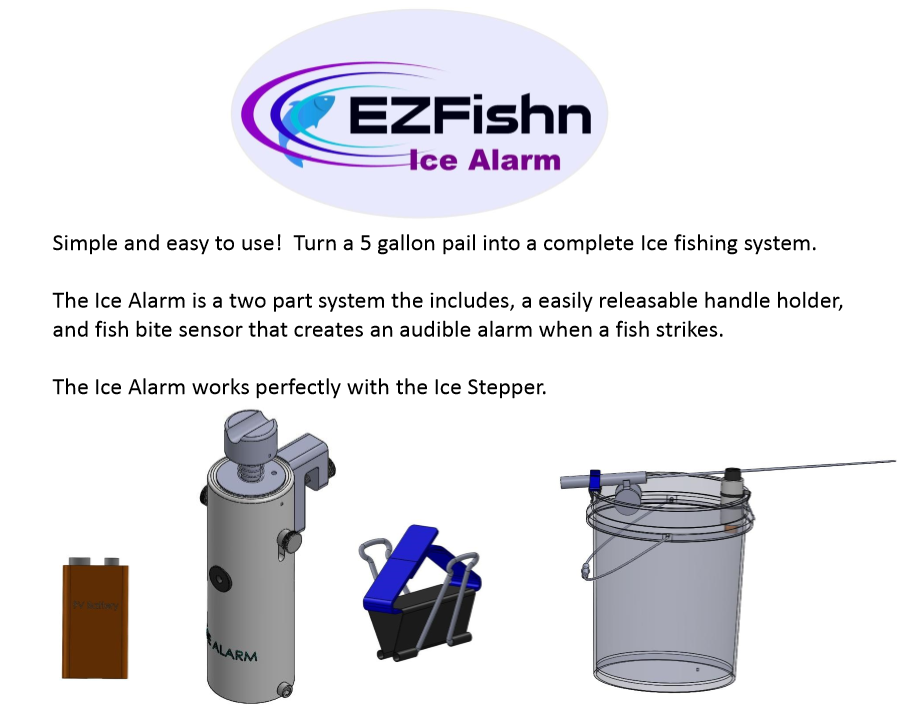 EZFishn
Ice Alarm
Simple and easy to use!  Turn a 5 gallon pail into a complete Ice fishing system.
The Ice Alarm is a two part system the includes, a easily releasable handle holder,
and fish bite sensor that creates an audible alarm when a fish strikes.
The Ice Alarm works perfectly with the Ice Stepper.
ALARM